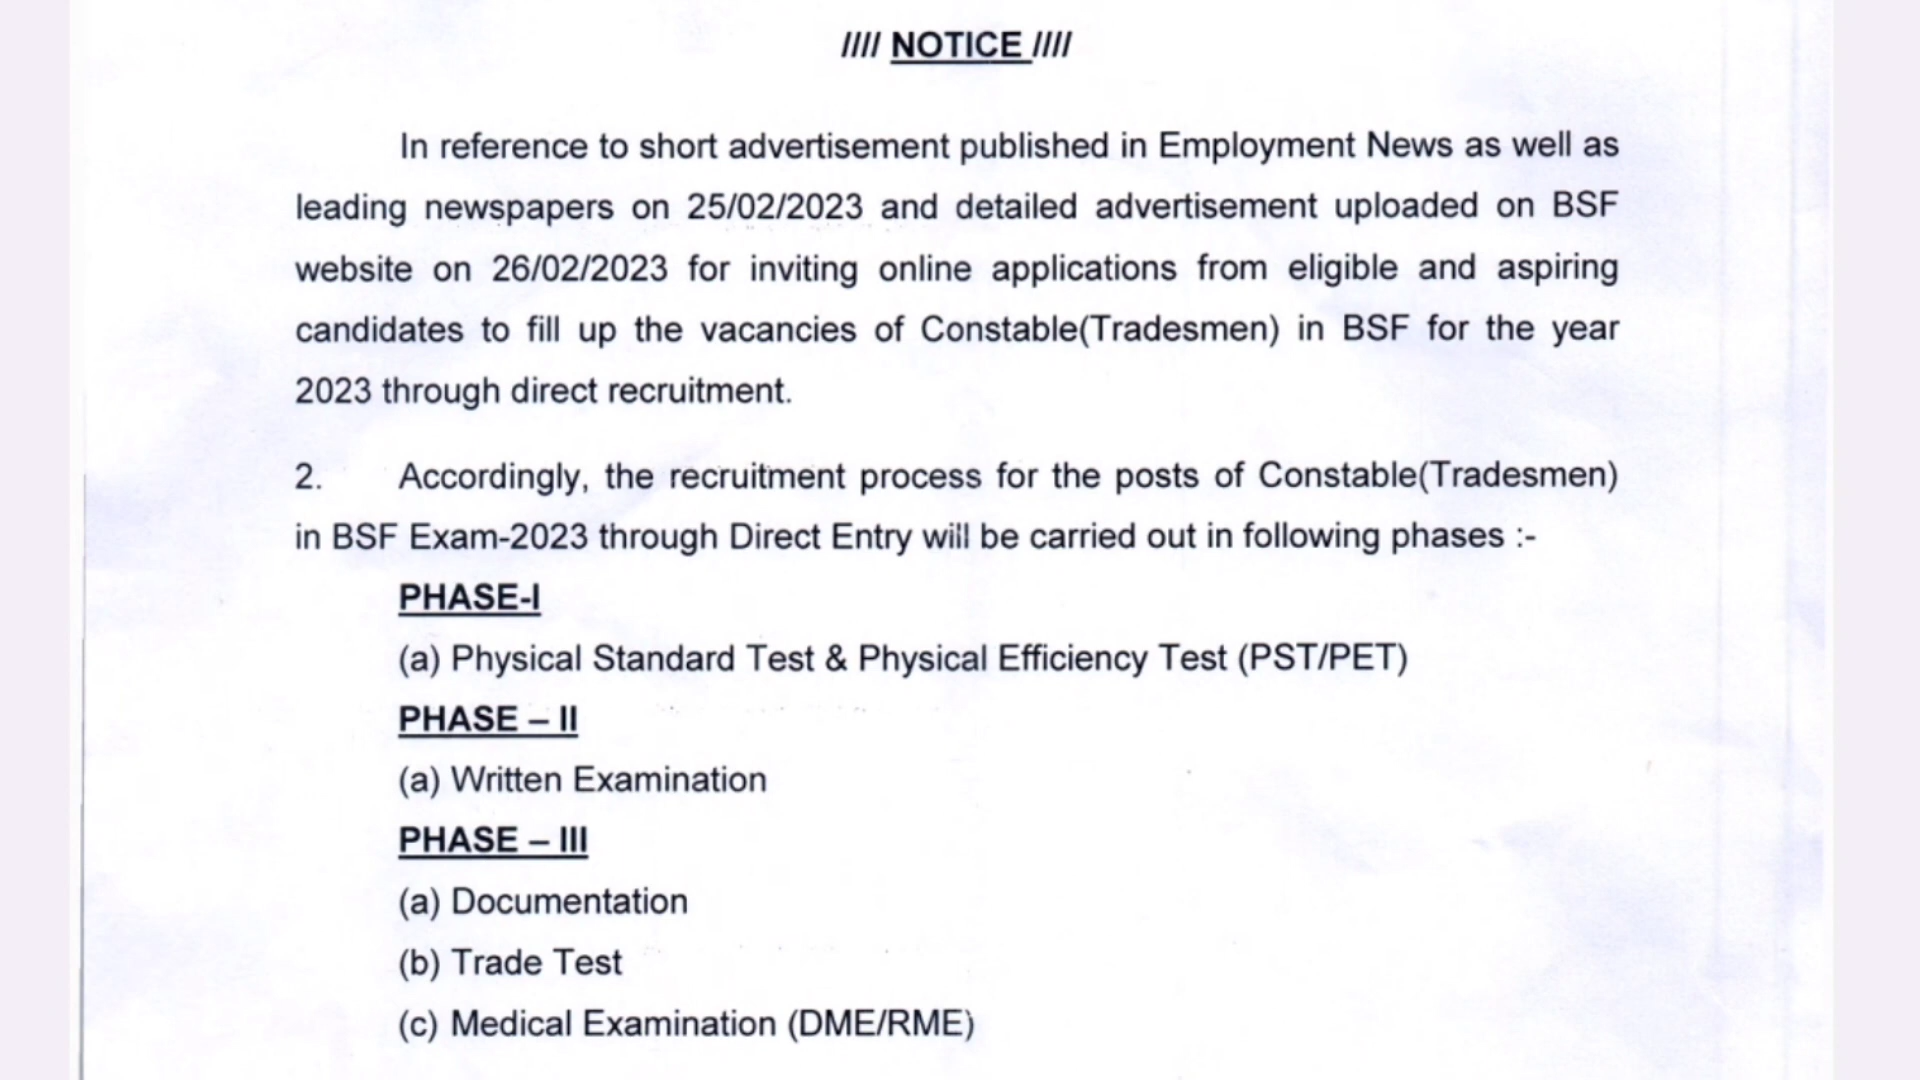 //// NOTICE ////
In reference to short advertisement published in Employment News as well as
leading newspapers on 25/02/2023 and detailed advertisement uploaded on BSF
website on 26/02/2023 for inviting online applications from eligible and aspiring
candidates to fill up the vacancies of Constable(Tradesmen) in BSF for the year
2023 through direct recruitment.
2. Accordingly, the recruitment process for the posts of Constable(Tradesmen)
in BSF Exam-2023 through Direct Entry will be carried out in following phases :-
PHASE-I
(a) Physical Standard Test & Physical Efficiency Test (PST/PET)
PHASE – II
(a) Written Examination
PHASE – III
(a) Documentation
(b) Trade Test
(c) Medical Examination (DME/RME)